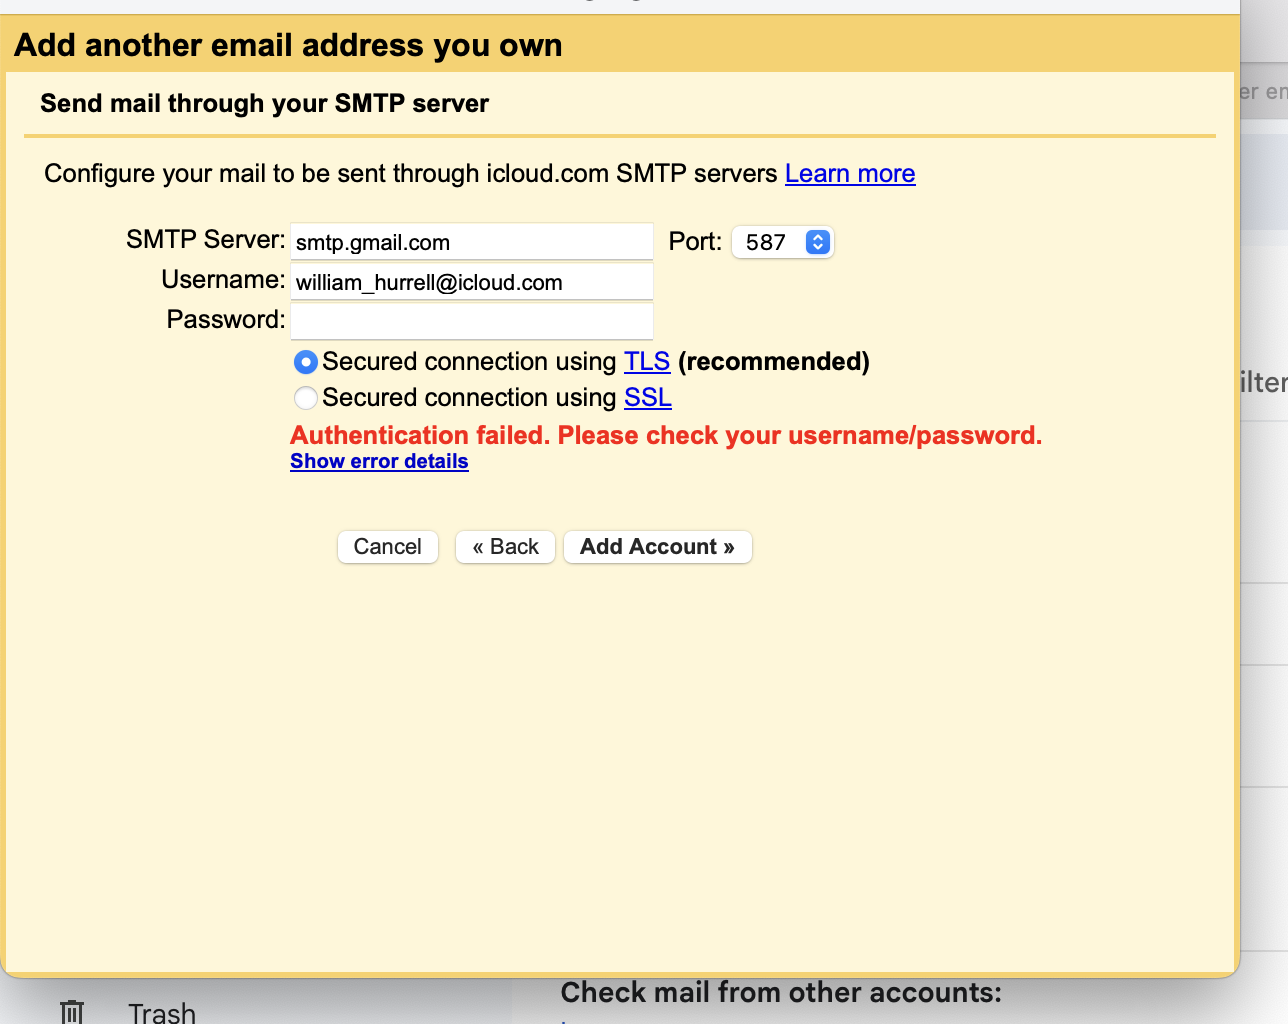 Add another email address you own
er en
Send mail through your SMTP server
Configure your mail to be sent through icloud.com SMTP servers Learn more
SMTP Server: smtp.gmail.com Port: 587
Username: william_hurrell@icloud.com
Password:
Secured connection using TLS (recommended)
ilter
Secured connection using SSL
Authentication failed. Please check your username/password.
Show error details
Cancel « Back Add Account »
Check mail from other accounts:
Trash